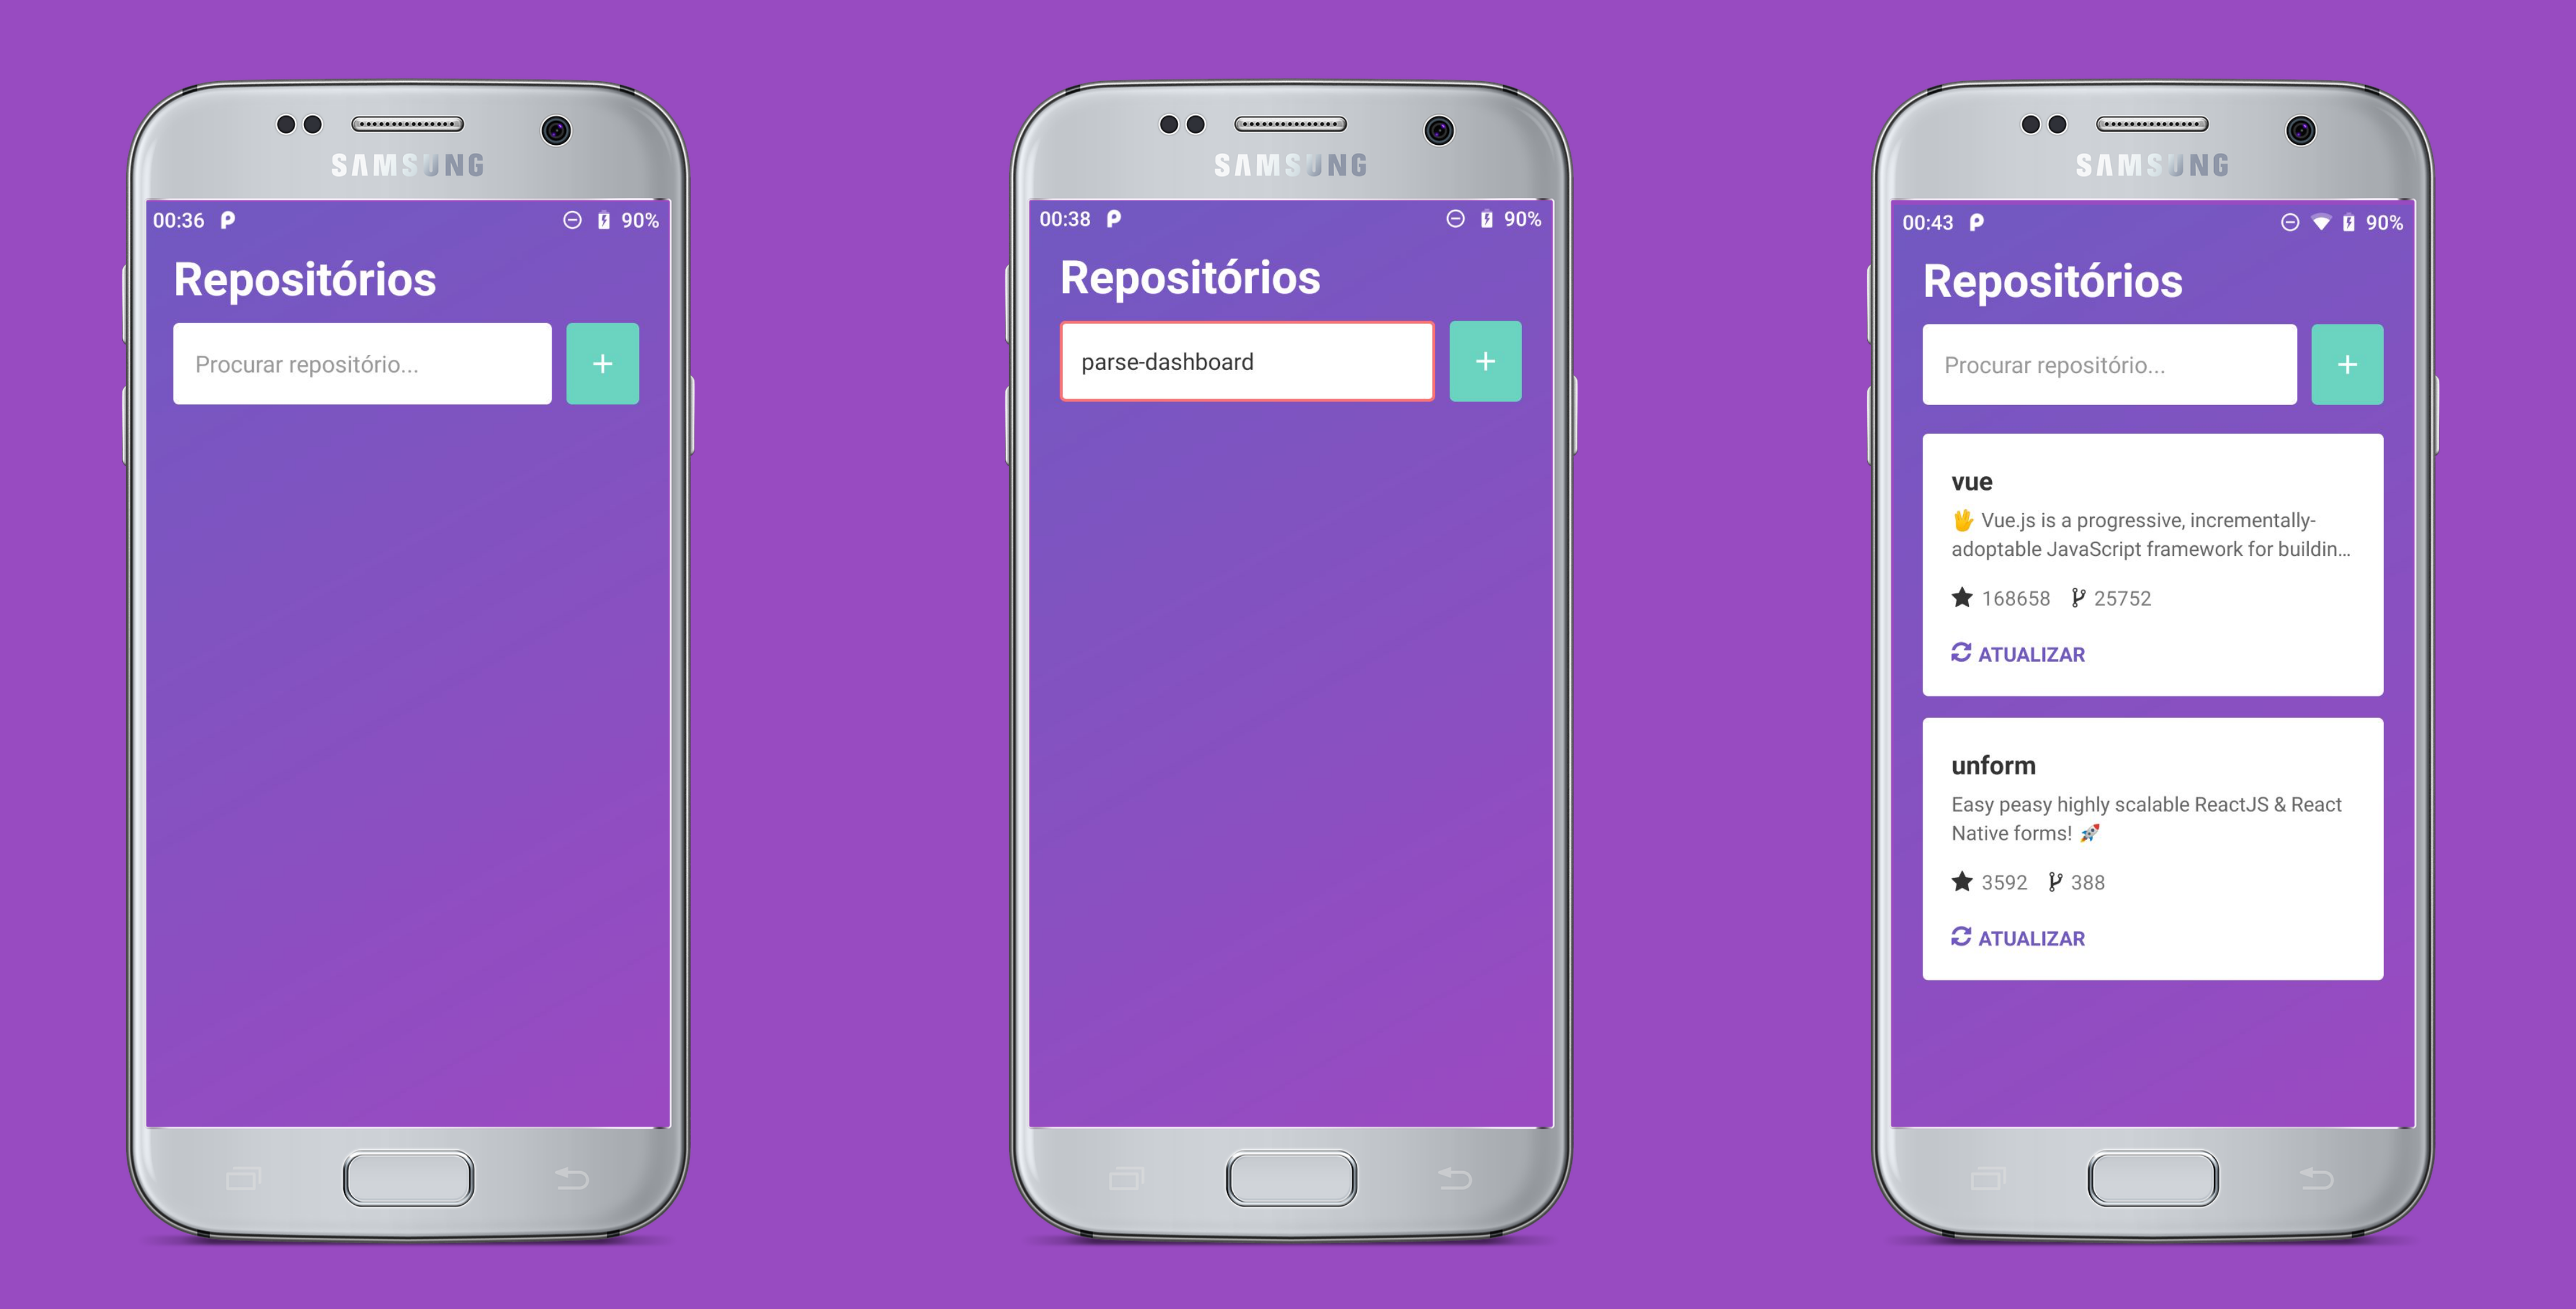 SAMSUNG
00:36
90%
Repositórios
Procurar repositório...
+
SAMSUNG
00:38
90%
Repositórios
parse-dashboard
+
SAMSUNG
00:43
90%
Repositórios
Procurar repositório...
+
vue
🖖 Vue.js is a progressive, incrementally-
adoptable JavaScript framework for buildin...
168658 25752
ATUALIZAR
unform
Easy peasy highly scalable ReactJS & React
Native forms! 🚀
3592 388
ATUALIZAR